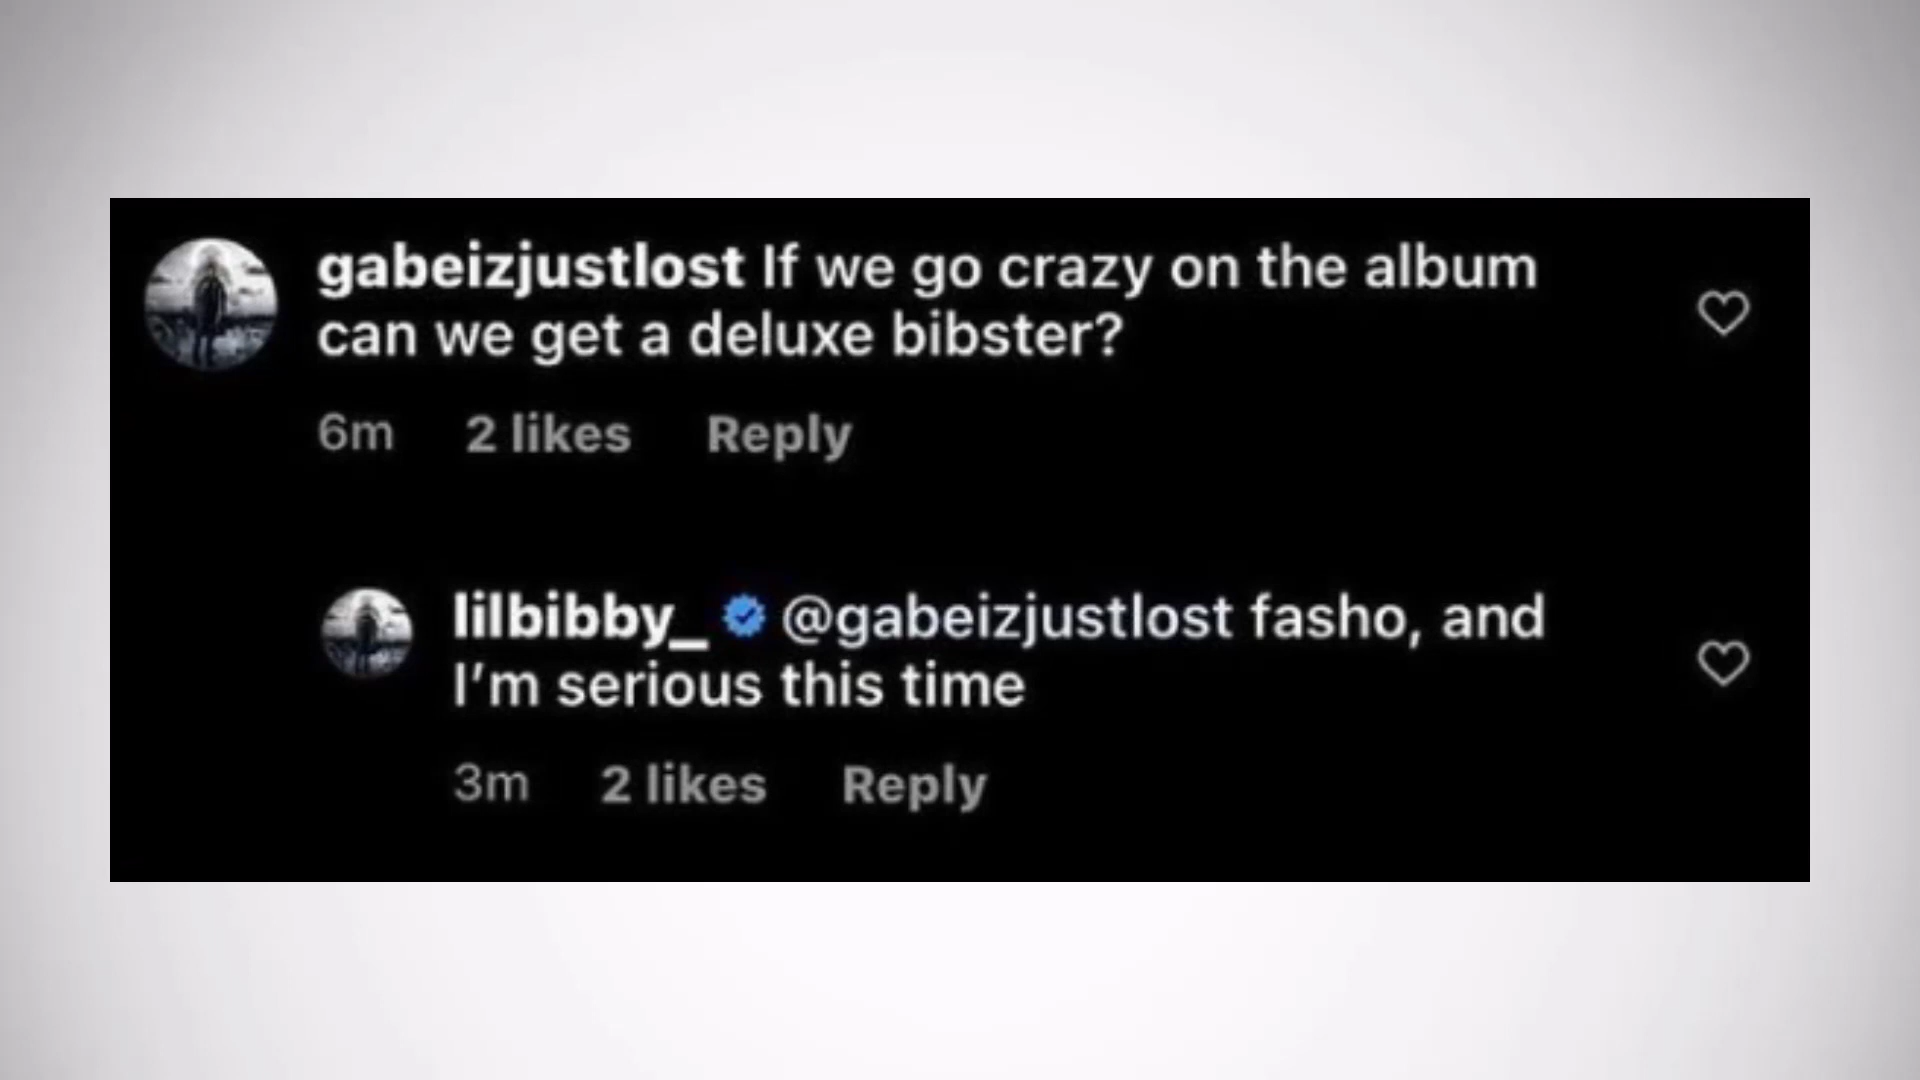 gabeizjustlost If we go crazy on the album
can we get a deluxe bibster?
6m 2 likes Reply
lilbibby_ @gabeizjustlost fasho, and
I'm serious this time
3m 2 likes Reply